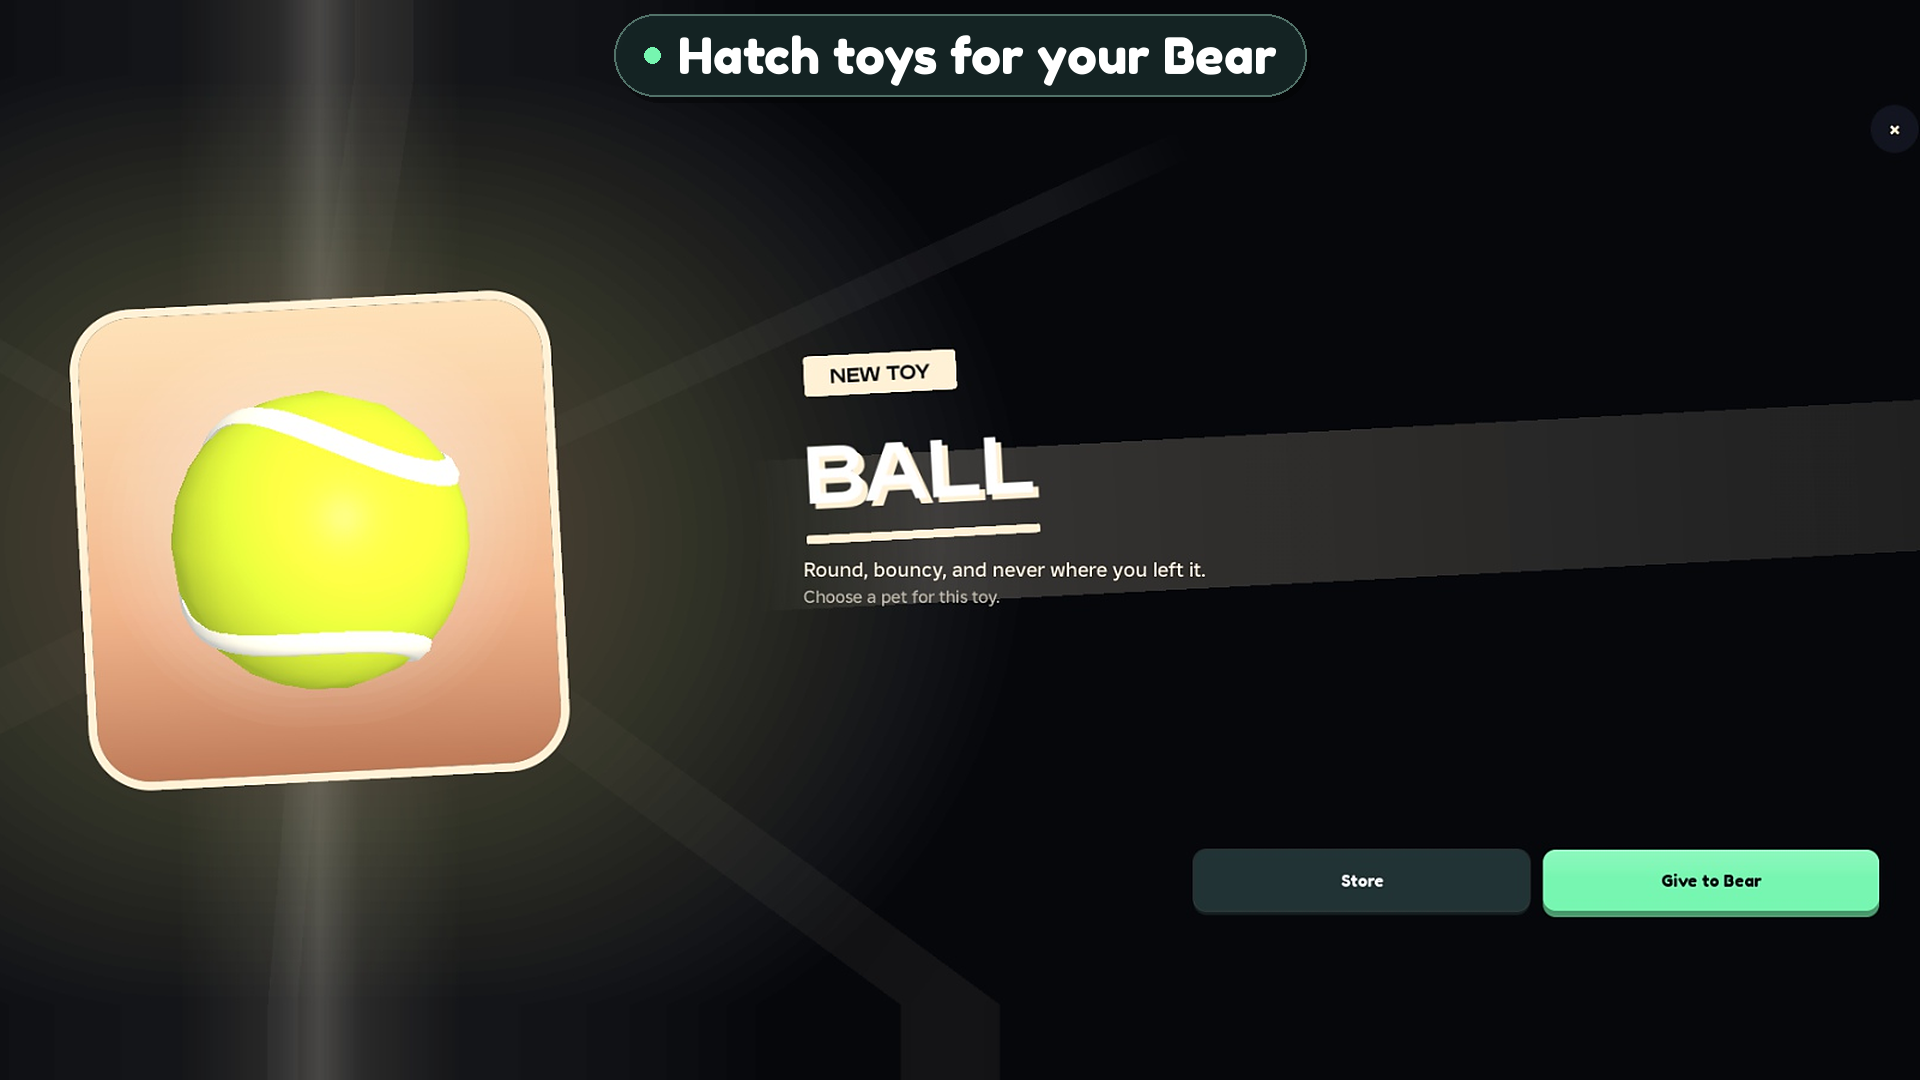 Hatch toys for your Bear
×
NEW TOY
BALL
Round, bouncy, and never where you left it.
Choose a pet for this toy.
Store
Give to Bear